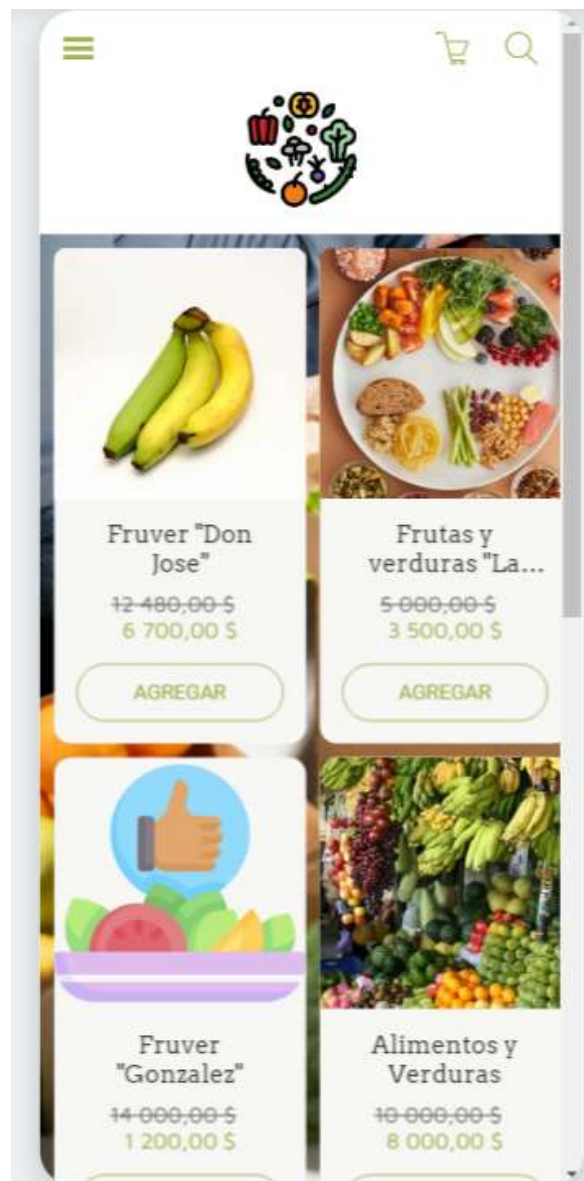 Fruver "Don
Jose"
12 480,00 $
6 700,00 $
AGREGAR
Frutas y
verduras "La...
5 000,00 $
3 500,00 $
AGREGAR
Fruver
"Gonzalez"
14 000,00 $
1 200,00 $
Alimentos y
Verduras
10 000,00 $
8 000,00 $